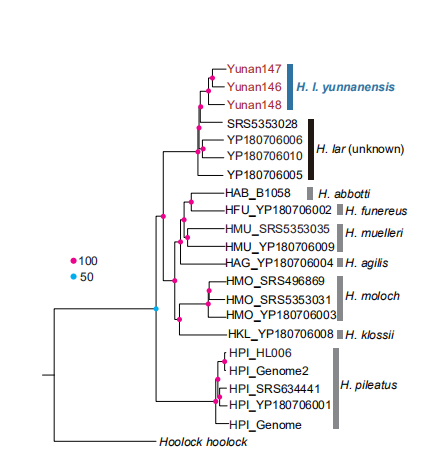 Yunan147
Yunan146
H. l. yunnanensis
Yunan148
SRS5353028
YP180706006
H. lar (unknown)
YP180706010
YP180706005
HAB_B1058
H. abbotti
HFU_YP180706002
H. funereus
HMU_SRS5353035
H. muelleri
HMU_YP180706009
HAG_YP180706004
H. agilis
100
50
HMO_SRS496869
HMO_SRS5353031
H. moloch
HMO_YP180706003
HKL_YP180706008
H. klossii
HPI_HL006
HPI_Genome2
HPI_SRS634441
H. pileatus
HPI_YP180706001
HPI_Genome
Hoolock hoolock